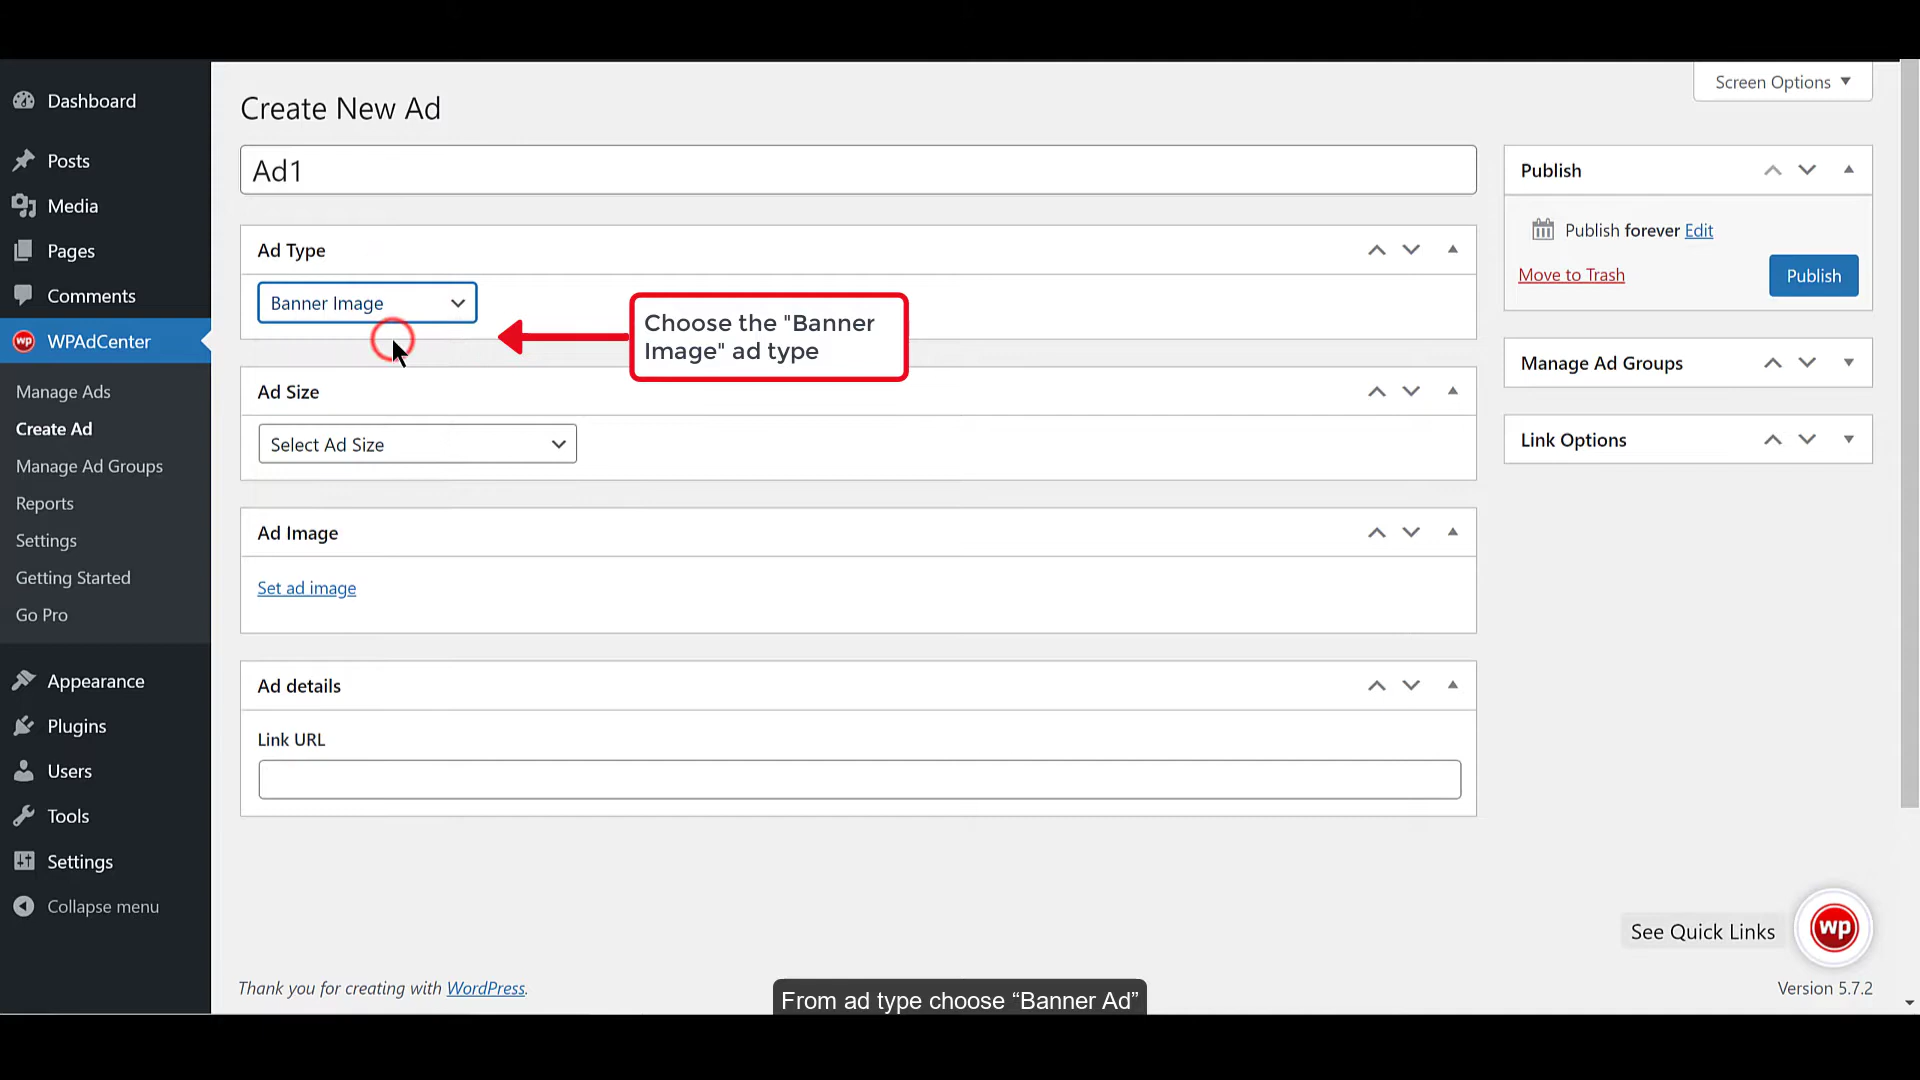 Screen Options
Dashboard
Posts
Media
Pages
Comments
wp WPAdCenter
Manage Ads
Create Ad
Manage Ad Groups
Reports
Settings
Getting Started
Go Pro
Appearance
Plugins
Users
Tools
Settings
Collapse menu
Create New Ad
Ad1
Ad Type
Banner Image
Choose the "Banner
Image" ad type
Ad Size
Select Ad Size
Ad Image
Set ad image
Ad details
Link URL
Publish
Publish forever Edit
Move to Trash
Publish
Manage Ad Groups
Link Options
See Quick Links
wp
Thank you for creating with WordPress.
Version 5.7.2
From ad type choose “Banner Ad”